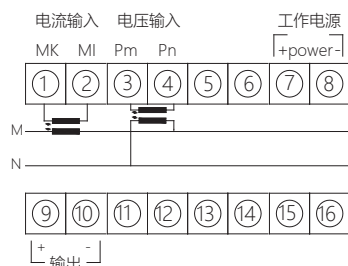 电流输入 电压输入 工作电源
MK MI Pm Pn +power-
① ② ③ ④ ⑤ ⑥ ⑦ ⑧
M
N
⑨ ⑩ ⑪ ⑫ ⑬ ⑭ ⑮ ⑯
+ -
输出